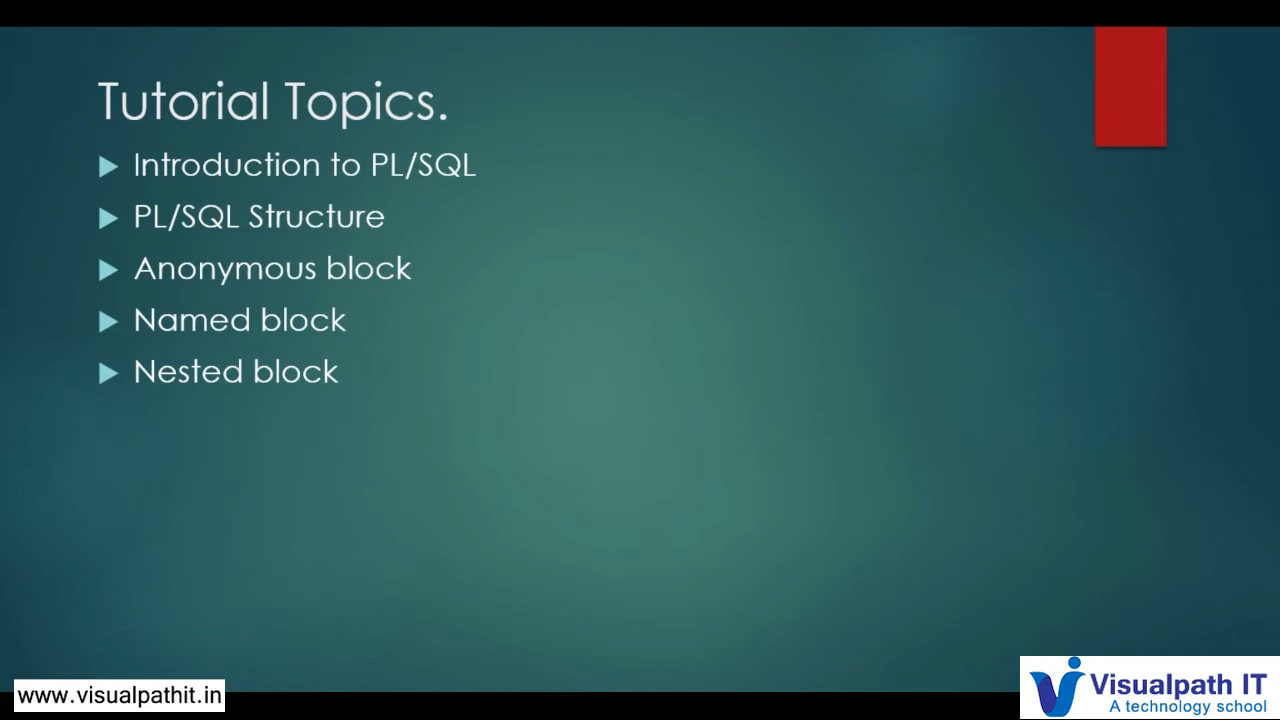 Tutorial Topics.
Introduction to PL/SQL
PL/SQL Structure
Anonymous block
Named block
Nested block
www.visualpathit.in
Visualpath IT
A technology school